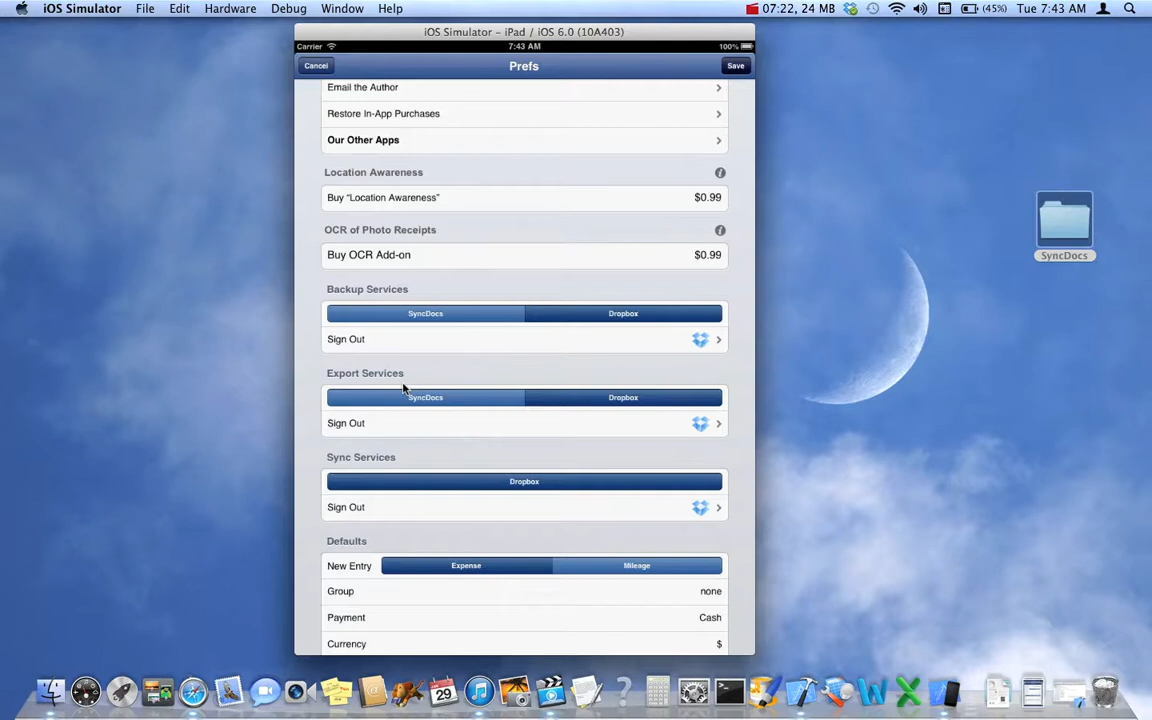 iOS Simulator File Edit Hardware Debug Window Help 07:22, 24 MB (45%) Tue 7:43 AM
iOS Simulator – iPad / iOS 6.0 (10A403)
Carrier 7:43 AM 100%
Cancel Prefs Save
Email the Author
Restore In-App Purchases
Our Other Apps
Location Awareness
Buy “Location Awareness” $0.99
OCR of Photo Receipts
Buy OCR Add-on $0.99
Backup Services
SyncDocs Dropbox
Sign Out
Export Services
SyncDocs Dropbox
Sign Out
Sync Services
Dropbox
Sign Out
Defaults
New Entry Expense Mileage
Group none
Payment Cash
Currency $
SyncDocs